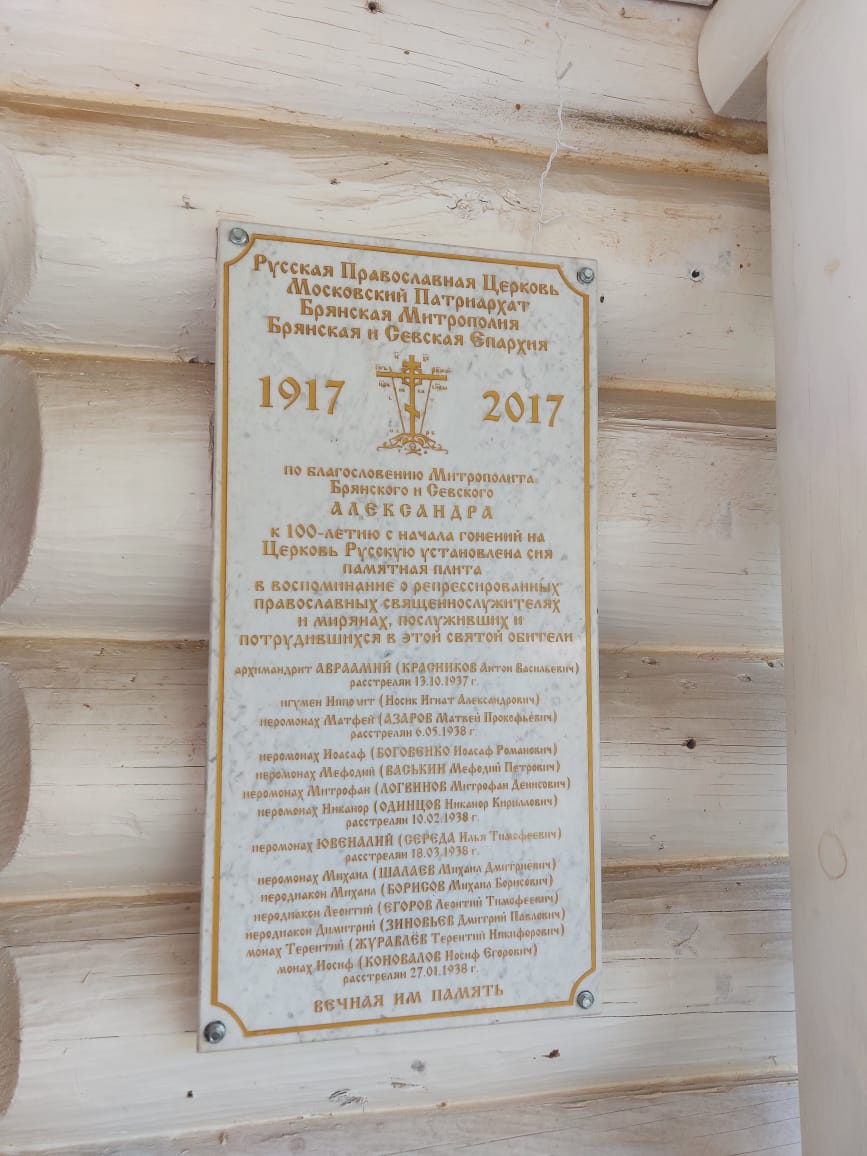 Русская Православная Церковь
Московский Патриархат
Брянская Митрополия
Брянская и Севская Епархия
1917 2017
по благословению Митрополита
Брянского и Севского
АЛЕКСАНДРА
к 100-летию с начала гонений на
Церковь Русскую установлена сия
памятная плита
в воспоминание о репрессированных
православных священнослужителях
и мирянах, послуживших и
потрудившихся в этой святой обители
архимандрит АВРААМИЙ (КРАСНИКОВ Антон Васильевич)
расстрелян 13.10.1937 г.
игумен (Носик Игнат Александрович)
иеромонах Матфей (АЗАРОВ Матвей Прокофьевич)
расстрелян 6.05.1938 г.
иеромонах Иоасаф (БОГОВЕНКО Иоасаф Романович)
иеромонах Мефодий (ВАСЬКИН Мефодий Петрович)
иеромонах Митрофан (ЛОГВИНОВ Митрофан Денисович)
иеромонах Никанор (ОДИНЦОВ Никанор Кириллович)
расстрелян 10.02.1938 г.
иеромонах ЮВЕНАЛИЙ (СЕРЕДА Илья Тимофеевич)
расстрелян 18.03.1938 г.
иеромонах Михаил (ШАЛАЕВ Михаил Дмитриевич)
иеродиакон Михаил (БОРИСОВ Михаил Борисович)
иеродиакон Леонтий (ЕГОРОВ Леонтий Тимофеевич)
иеродиакон Димитрий (ЗИНОВЬЕВ Дмитрий Павлович)
монах Терентий (ЖУРАВЛЁВ Терентий Никифорович)
монах Иосиф (КОНОВАЛОВ Иосиф Егорович)
расстрелян 27.01.1938 г.
ВЕЧНАЯ ИМ ПАМЯТЬ